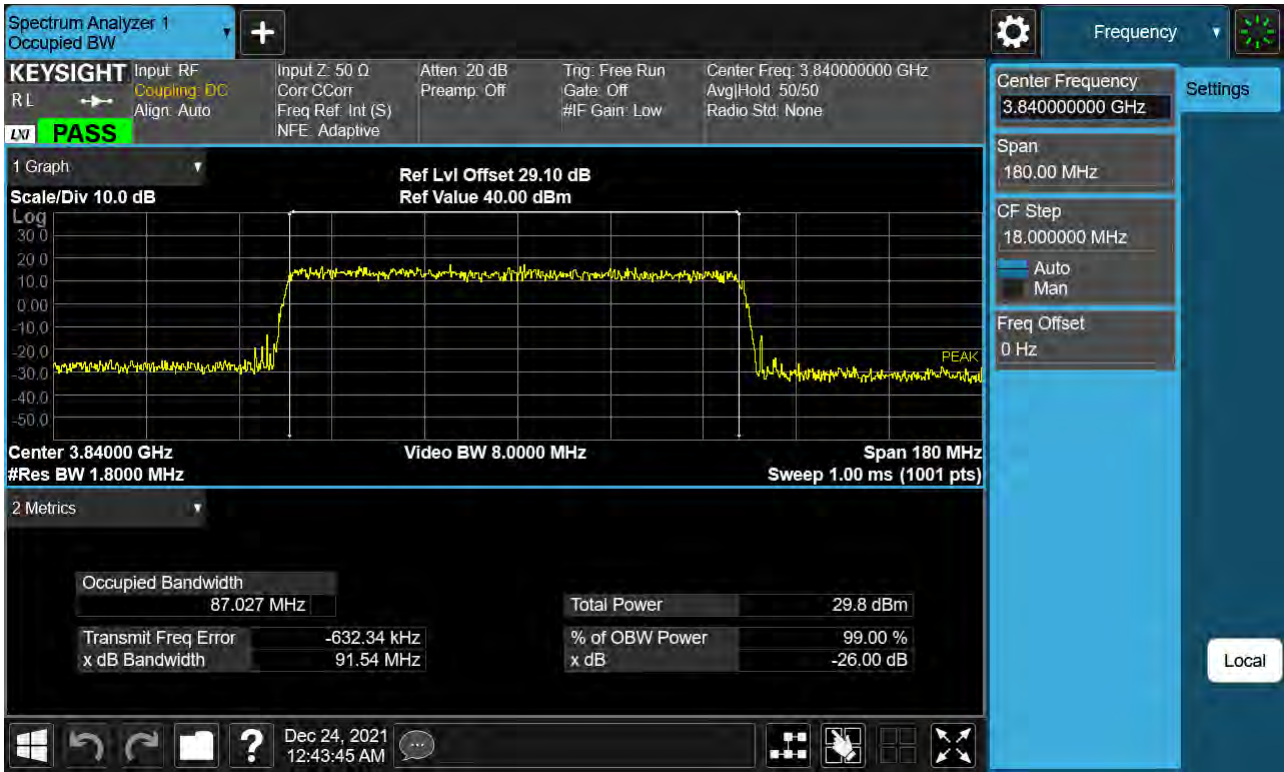 Spectrum Analyzer 1
Occupied BW
+
Frequency
KEYSIGHT
RL
LXI
PASS
Input: RF
Coupling: DC
Align: Auto
Input Z: 50 Ω
Corr CCorr
Freq Ref: Int (S)
NFE: Adaptive
Atten: 20 dB
Preamp: Off
Trig: Free Run
Gate: Off
#IF Gain: Low
Center Freq: 3.840000000 GHz
Avg|Hold: 50/50
Radio Std: None
Center Frequency
3.840000000 GHz
Settings
Span
180.00 MHz
CF Step
18.000000 MHz
Auto
Man
Freq Offset
0 Hz
1 Graph
Scale/Div 10.0 dB
Ref Lvl Offset 29.10 dB
Ref Value 40.00 dBm
Log
30.0
20.0
10.0
0.00
-10.0
-20.0
-30.0
-40.0
-50.0
PEAK
Center 3.84000 GHz
#Res BW 1.8000 MHz
Video BW 8.0000 MHz
Span 180 MHz
Sweep 1.00 ms (1001 pts)
2 Metrics
Occupied Bandwidth
87.027 MHz
Transmit Freq Error -632.34 kHz
x dB Bandwidth 91.54 MHz
Total Power 29.8 dBm
% of OBW Power 99.00 %
x dB -26.00 dB
Local
?
Dec 24, 2021
12:43:45 AM